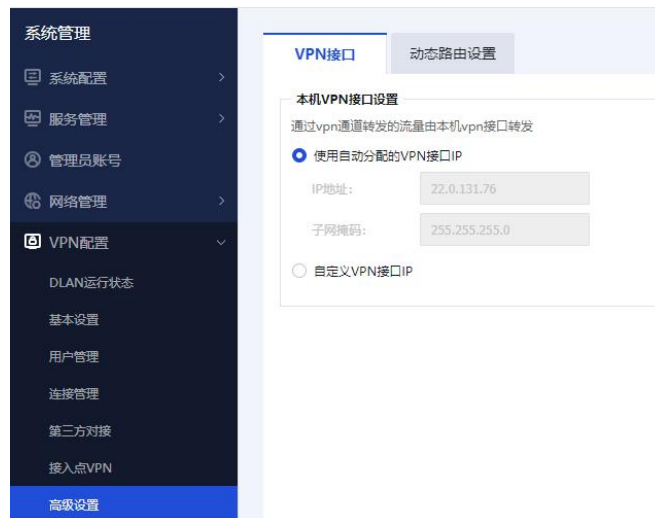 系统管理
系统配置
服务管理
管理员账号
网络管理
VPN配置
DLAN运行状态
基本设置
用户管理
连接管理
第三方对接
接入点VPN
高级设置
VPN接口
动态路由设置
本机VPN接口设置
通过vpn通道转发的流量由本机vpn接口转发
使用自动分配的VPN接口IP
IP地址: 22.0.131.76
子网掩码: 255.255.255.0
自定义VPN接口IP